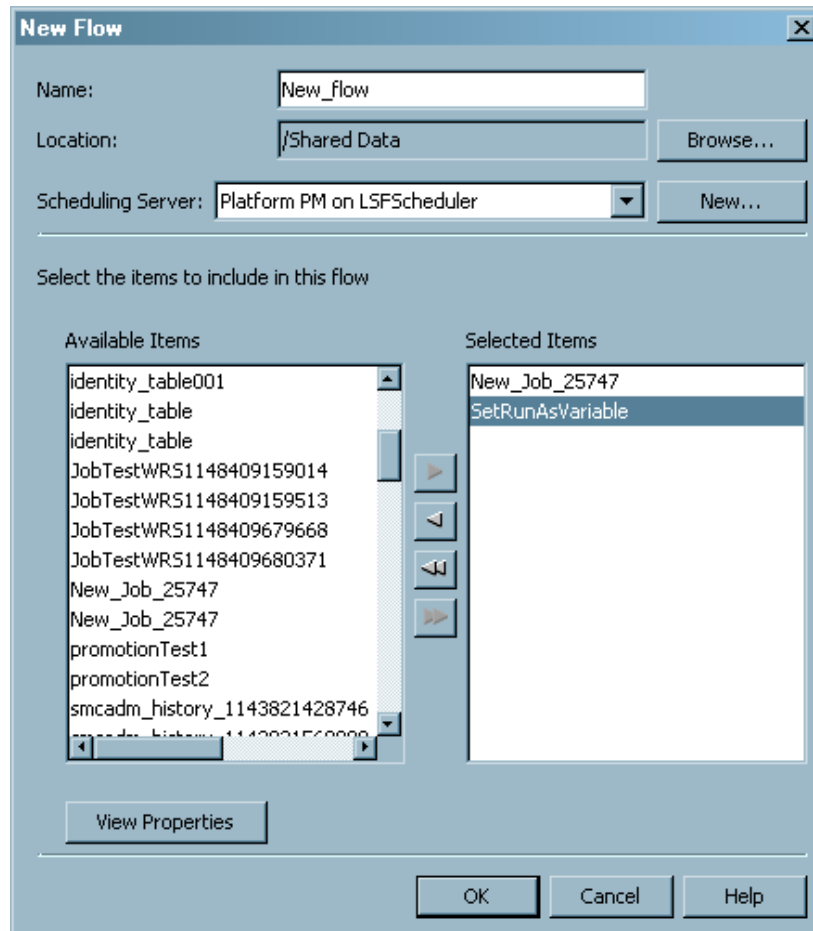 New Flow
Name: New_flow
Location: /Shared Data Browse...
Scheduling Server: Platform PM on LSFScheduler New...
Select the items to include in this flow
Available Items
identity_table001
identity_table
identity_table
JobTestWRS1148409159014
JobTestWRS1148409159513
JobTestWRS1148409679668
JobTestWRS1148409680371
New_Job_25747
New_Job_25747
promotionTest1
promotionTest2
smcadm_history_1143821428746
Selected Items
New_Job_25747
SetRunAsVariable
View Properties
OK Cancel Help